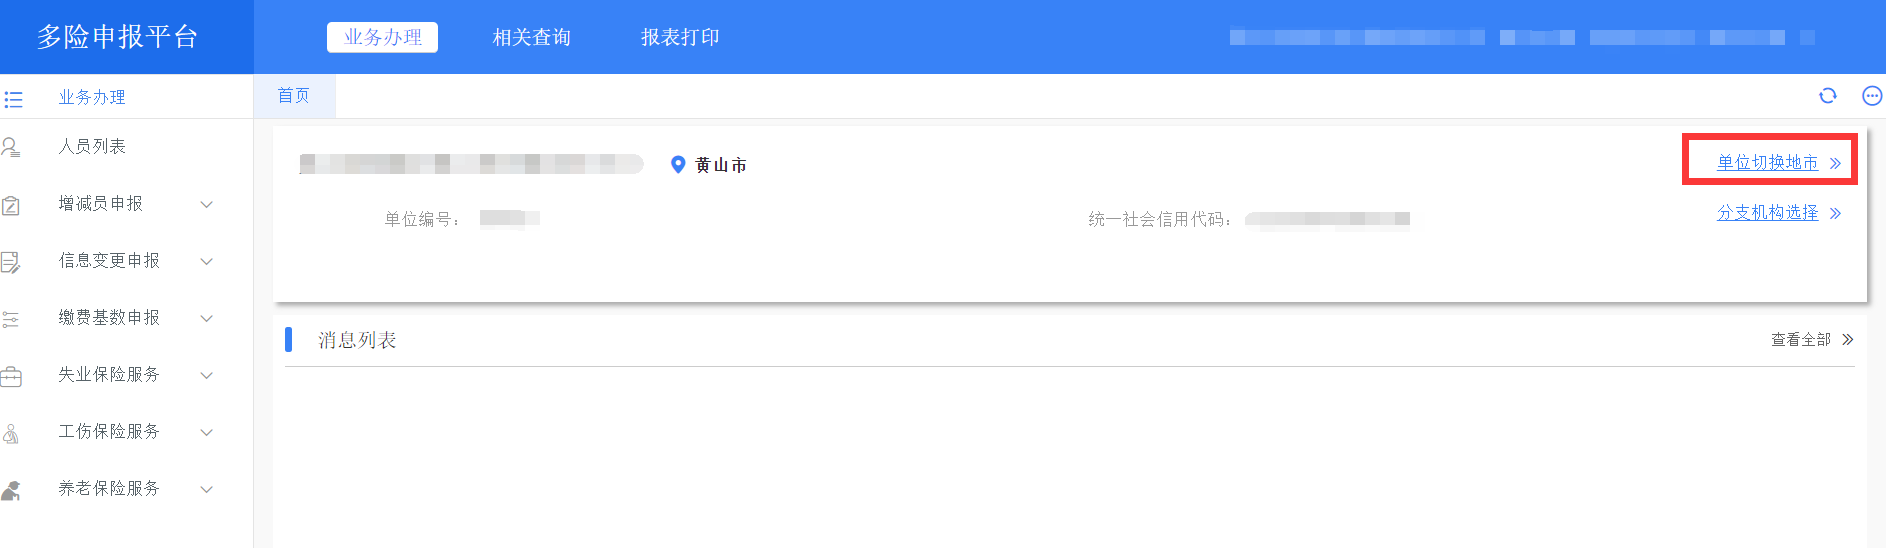 多险申报平台
业务办理 相关查询 报表打印
业务办理
首页
人员列表
增减员申报
信息变更申报
缴费基数申报
失业保险服务
工伤保险服务
养老保险服务
黄山市
单位切换地市
单位编号：
统一社会信用代码：
分支机构选择
消息列表
查看全部